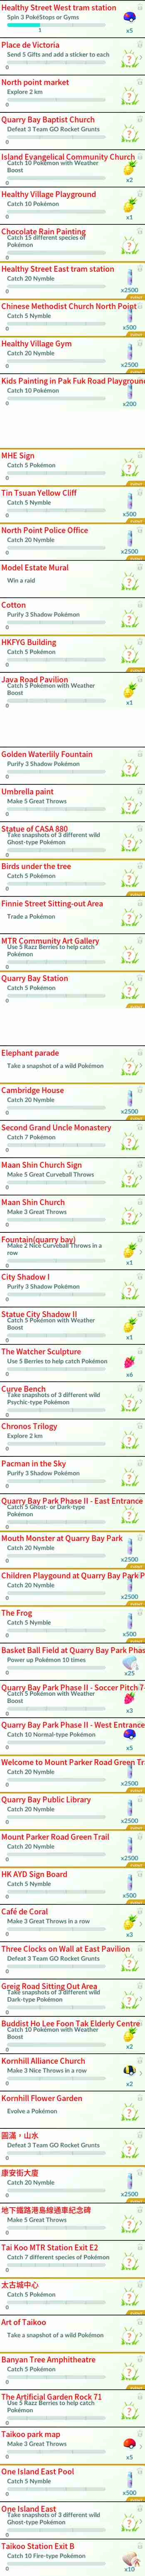 Healthy Street West tram station
Spin 3 PokéStops or Gyms
1
x5
Place de Victoria
Send 5 Gifts and add a sticker to each
0
North point market
Explore 2 km
0
Quarry Bay Baptist Church
Defeat 3 Team GO Rocket Grunts
0
Island Evangelical Community Church
Catch 10 Pokémon with Weather
Boost
x2
0
Healthy Village Playground
Catch 10 Pokémon
x1
0
Chocolate Rain Painting
Catch 15 different species of
Pokémon
0
Healthy Street East tram station
Catch 20 Nymble
x2500
0
Chinese Methodist Church North Point
Catch 5 Nymble
x500
0
Healthy Village Gym
Catch 20 Nymble
x2500
0
Kids Painting in Pak Fuk Road Playground
Catch 10 Pokémon
x200
0
MHE Sign
Catch 5 Pokémon
0
Tin Tsuan Yellow Cliff
Catch 5 Nymble
x500
0
North Point Police Office
Catch 20 Nymble
x2500
0
Model Estate Mural
Win a raid
Cotton
Purify 3 Shadow Pokémon
0
HKFYG Building
Catch 5 Pokémon
0
Java Road Pavilion
Catch 5 Pokémon with Weather
Boost
x1
0
Golden Waterlily Fountain
Purify 3 Shadow Pokémon
0
Umbrella paint
Make 5 Great Throws
0
Statue of CASA 880
Take snapshots of 3 different wild
Ghost-type Pokémon
0
Birds under the tree
Catch 5 Pokémon
0
Finnie Street Sitting-out Area
Trade a Pokémon
MTR Community Art Gallery
Use 5 Razz Berries to help catch
Pokémon
0
Quarry Bay Station
Catch 5 Pokémon
0
Elephant parade
Take a snapshot of a wild Pokémon
Cambridge House
Catch 20 Nymble
x2500
0
Second Grand Uncle Monastery
Catch 7 Pokémon
0
Maan Shin Church Sign
Make 5 Great Curveball Throws
0
Maan Shin Church
Make 3 Great Throws
0
Fountain(quarry bay)
Make 2 Nice Curveball Throws in a
row
x1
0
City Shadow I
Purify 3 Shadow Pokémon
0
Statue City Shadow II
Catch 5 Pokémon with Weather
Boost
x1
0
The Watcher Sculpture
Use 5 Berries to help catch Pokémon
x6
0
Curve Bench
Take snapshots of 3 different wild
Psychic-type Pokémon
0
Chronos Trilogy
Explore 2 km
0
Pacman in the Sky
Purify 3 Shadow Pokémon
0
Quarry Bay Park Phase II - East Entrance
Catch 5 Ghost- or Dark-type
Pokémon
0
Mouth Monster at Quarry Bay Park
Catch 20 Nymble
x2500
0
Children Playgound at Quarry Bay Park P
Catch 20 Nymble
x2500
0
The Frog
Catch 5 Nymble
x500
0
Basket Ball Field at Quarry Bay Park Phas
Power up Pokémon 10 times
x25
0
Quarry Bay Park Phase II - Soccer Pitch 7-
Catch 5 Pokémon with Weather
Boost
x3
0
Quarry Bay Park Phase II - West Entrance
Catch 10 Normal-type Pokémon
x5
0
Welcome to Mount Parker Road Green Tr
Catch 20 Nymble
x2500
0
Quarry Bay Public Library
Catch 20 Nymble
x2500
0
Mount Parker Road Green Trail
Catch 20 Nymble
x2500
0
HK AYD Sign Board
Catch 5 Nymble
x500
0
Café de Coral
Make 3 Great Throws in a row
x3
0
Three Clocks on Wall at East Pavilion
Defeat 3 Team GO Rocket Grunts
0
Greig Road Sitting Out Area
Take snapshots of 3 different wild
Dark-type Pokémon
0
Buddist Ho Lee Foon Tak Elderly Centre
Catch 10 Pokémon with Weather
Boost
x2
0
Kornhill Alliance Church
Make 3 Nice Throws in a row
x2
0
Kornhill Flower Garden
Evolve a Pokémon
圓滿，山水
Defeat 3 Team GO Rocket Grunts
0
康安街大廈
Catch 20 Nymble
x2500
0
地下鐵路港島綫通車紀念碑
Make 5 Great Throws
0
Tai Koo MTR Station Exit E2
Catch 7 different species of Pokémon
0
太古城中心
Catch 5 Pokémon
0
Art of Taikoo
Take a snapshot of a wild Pokémon
Banyan Tree Amphitheatre
Catch 5 Pokémon
0
The Artificial Garden Rock 71
Use 5 Razz Berries to help catch
Pokémon
0
Taikoo park map
Make 3 Great Throws
x5
0
One Island East Pool
Catch 5 Nymble
x500
0
One Island East
Take snapshots of 3 different wild
Ghost-type Pokémon
0
Taikoo Station Exit B
Catch 10 Fire-type Pokémon
x10
0